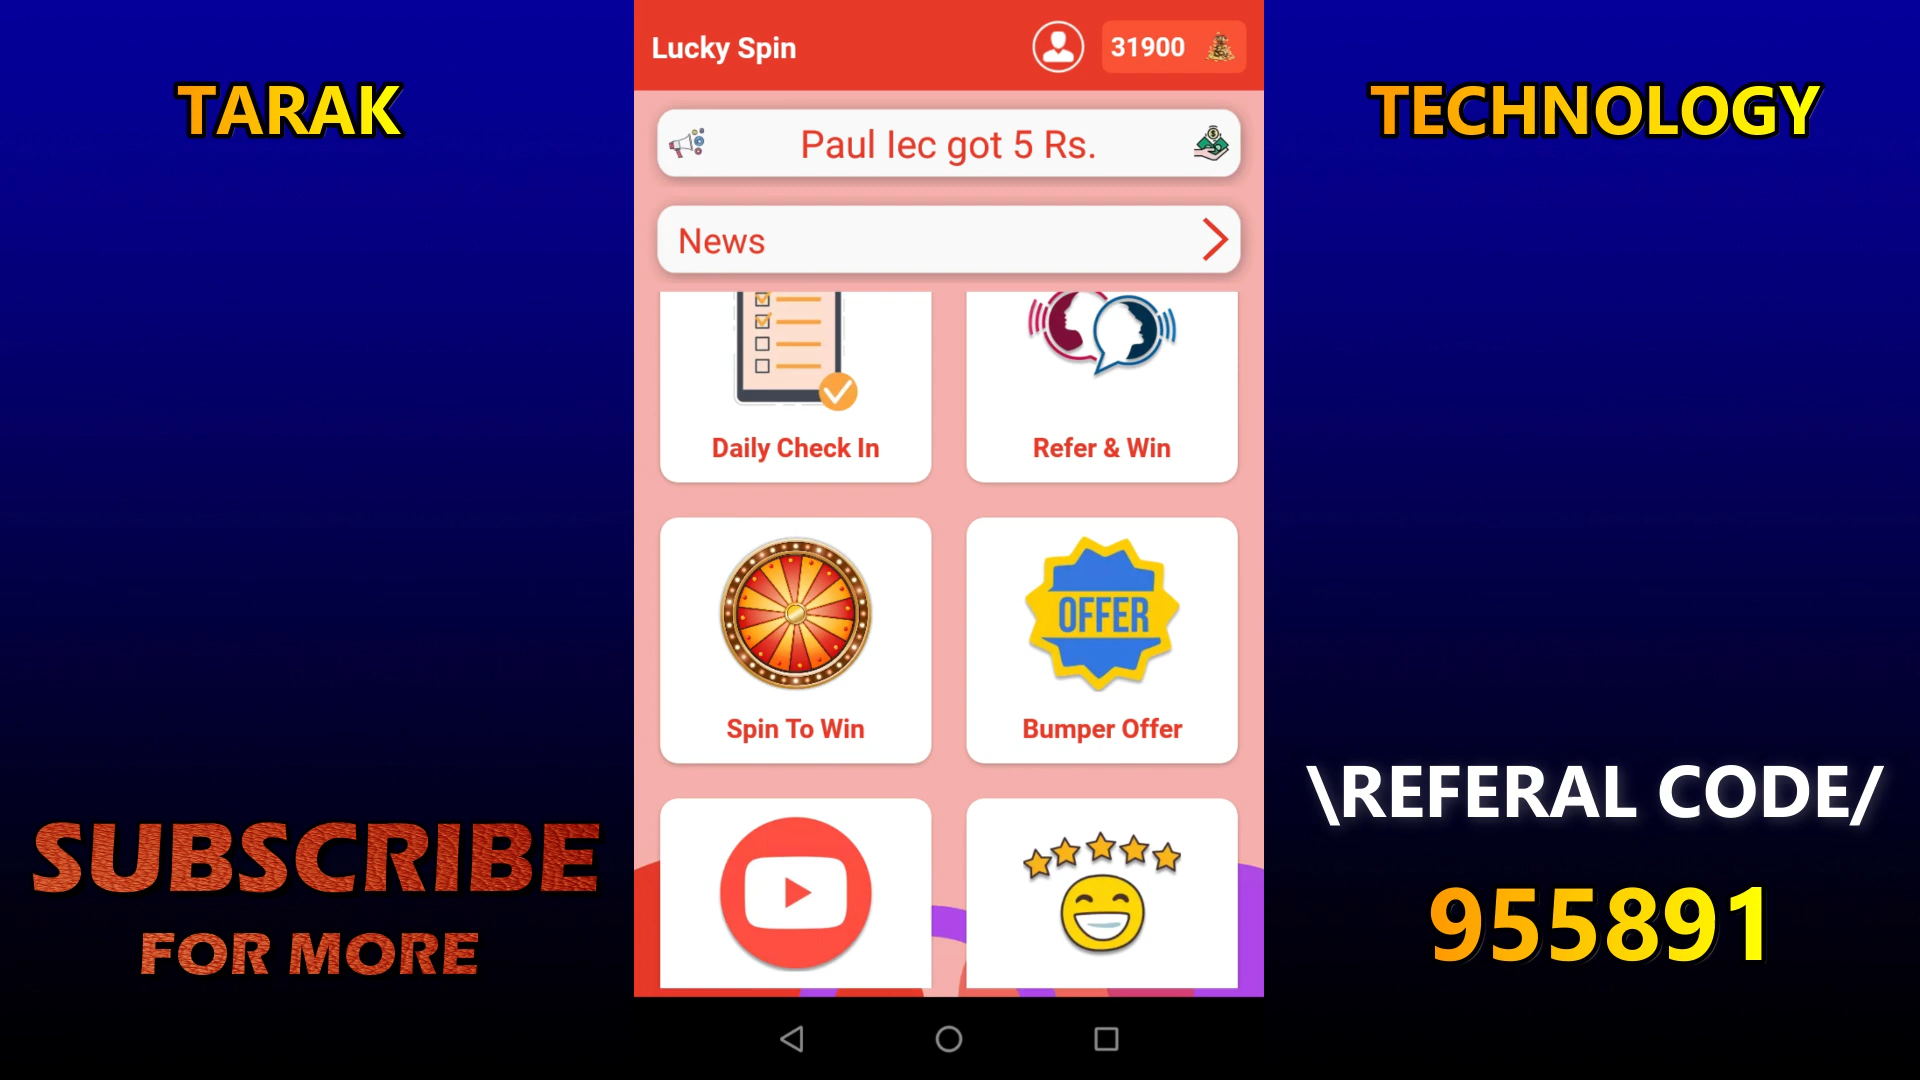 TARAK
TECHNOLOGY
Lucky Spin
31900
Paul Iec got 5 Rs.
News
Daily Check In
Refer & Win
OFFER
Spin To Win
Bumper Offer
\REFERAL CODE/
955891
SUBSCRIBE
FOR MORE